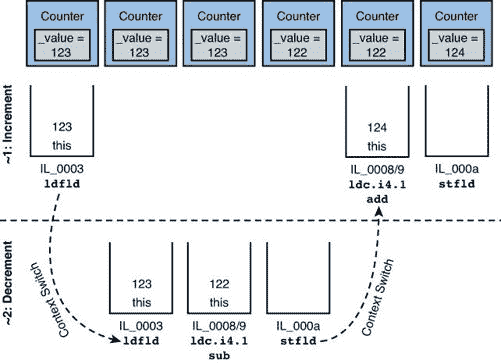 Counter Counter Counter Counter Counter Counter
_value = _value = _value = _value = _value = _value =
123 123 123 122 122 124
~1: Increment
123
this
IL_0003
ldfld
124
this
IL_0008/9
ldc.i4.1
add
IL_000a
stfld
Context Switch
Context Switch
~2: Decrement
123
this
IL_0003
ldfld
122
this
IL_0008/9
ldc.i4.1
sub
IL_000a
stfld